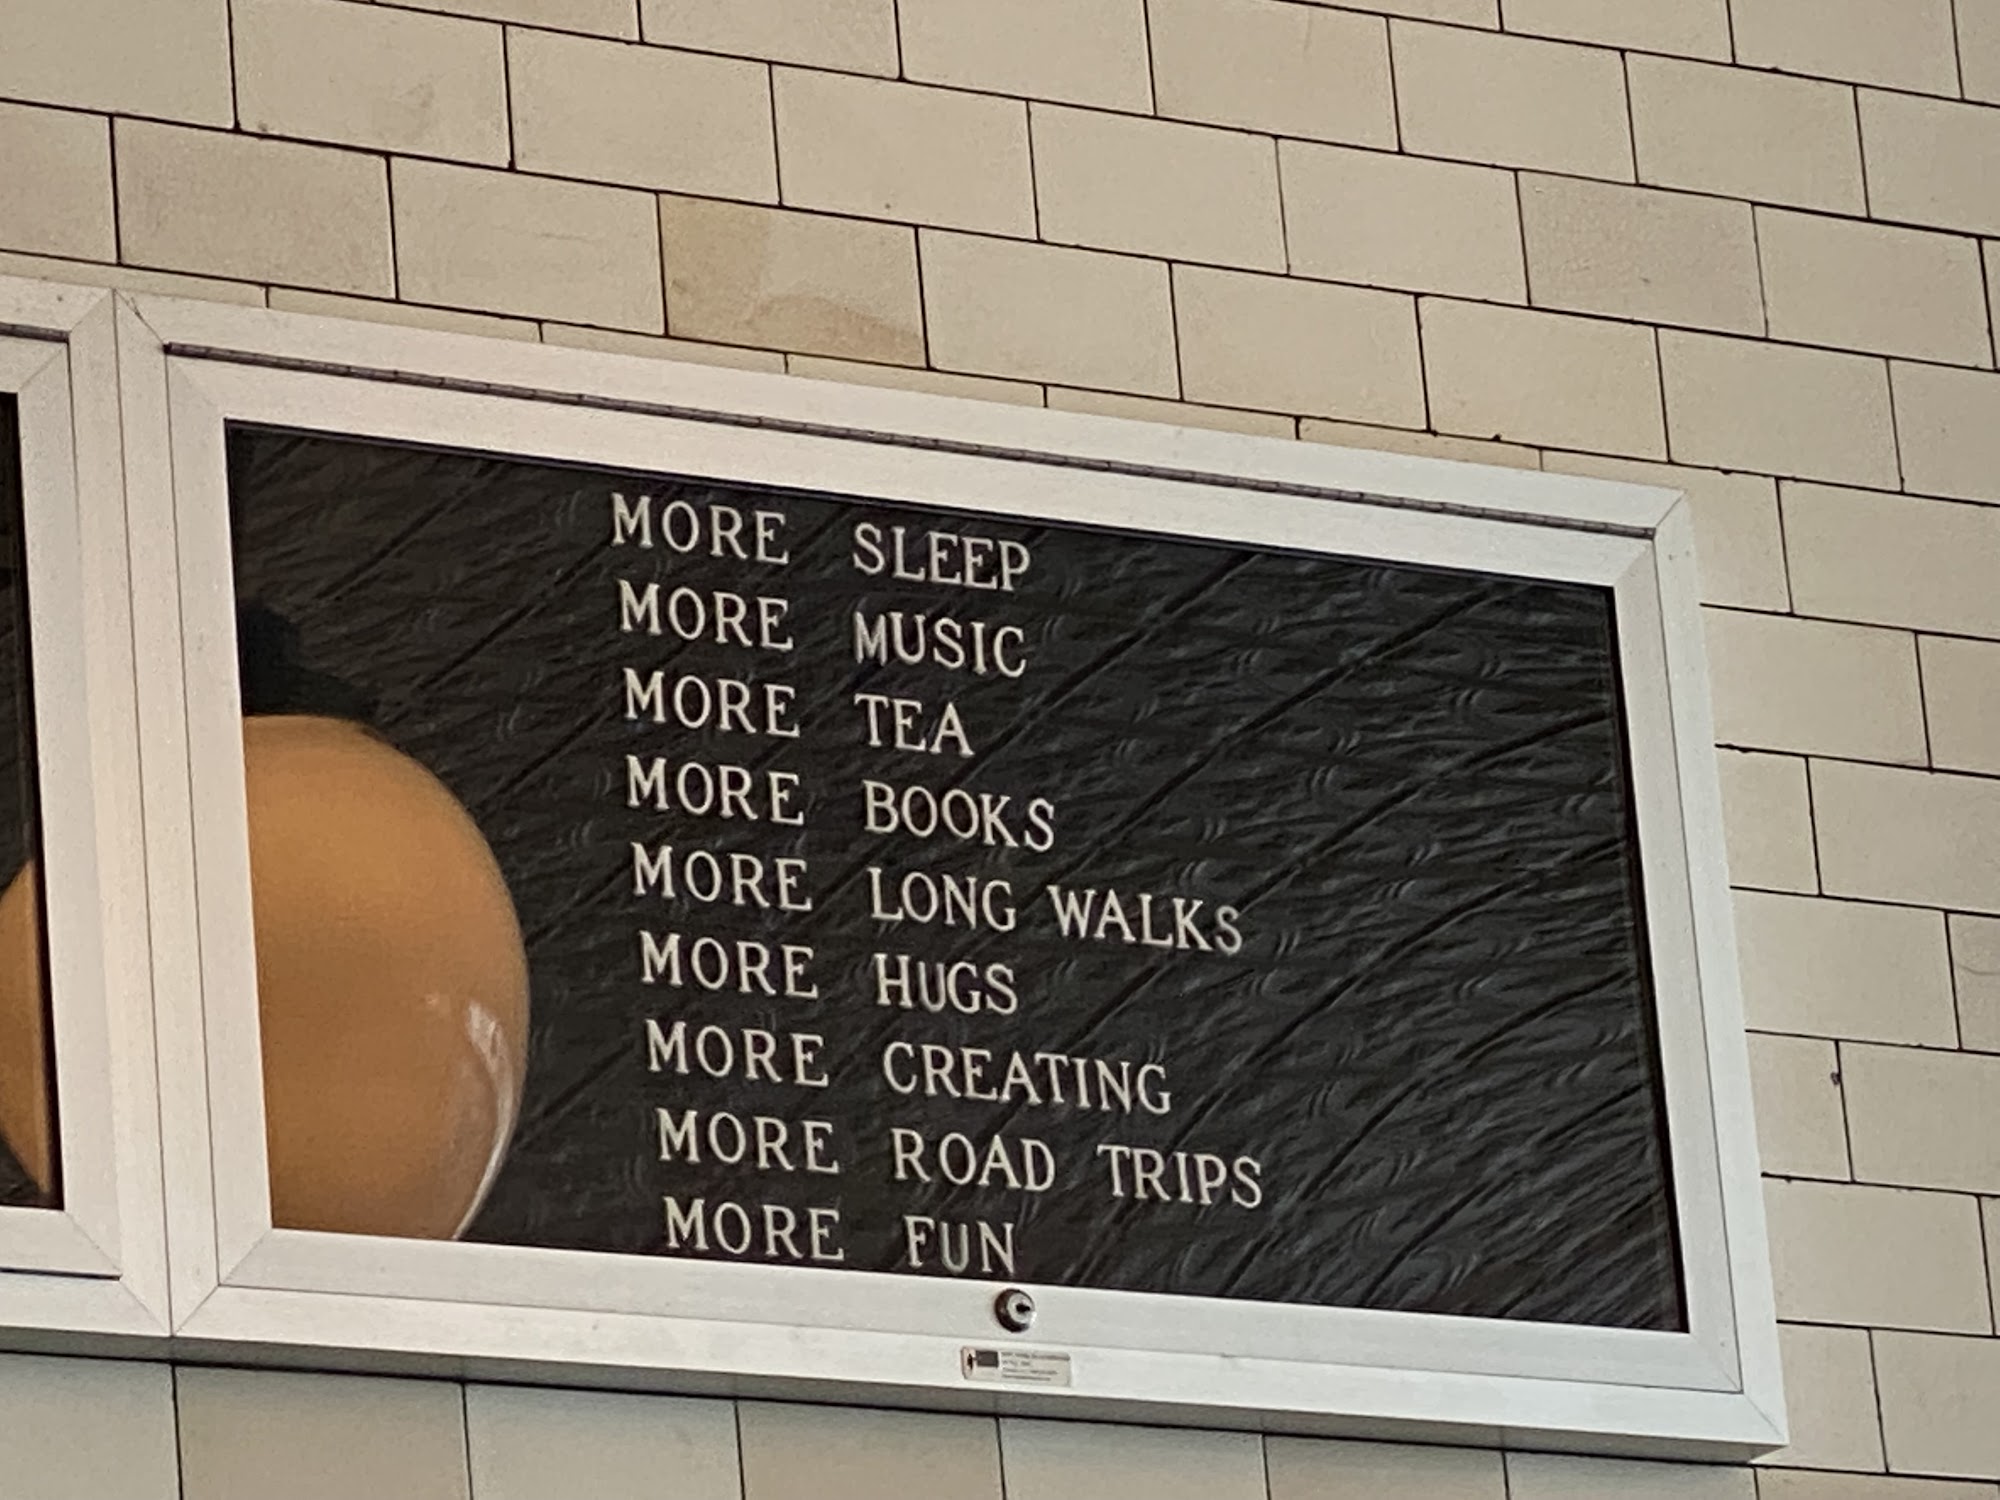 MORE SLEEP
MORE MUSIC
MORE TEA
MORE BOOKS
MORE LONG WALKS
MORE HUGS
MORE CREATING
MORE ROAD TRIPS
MORE FUN